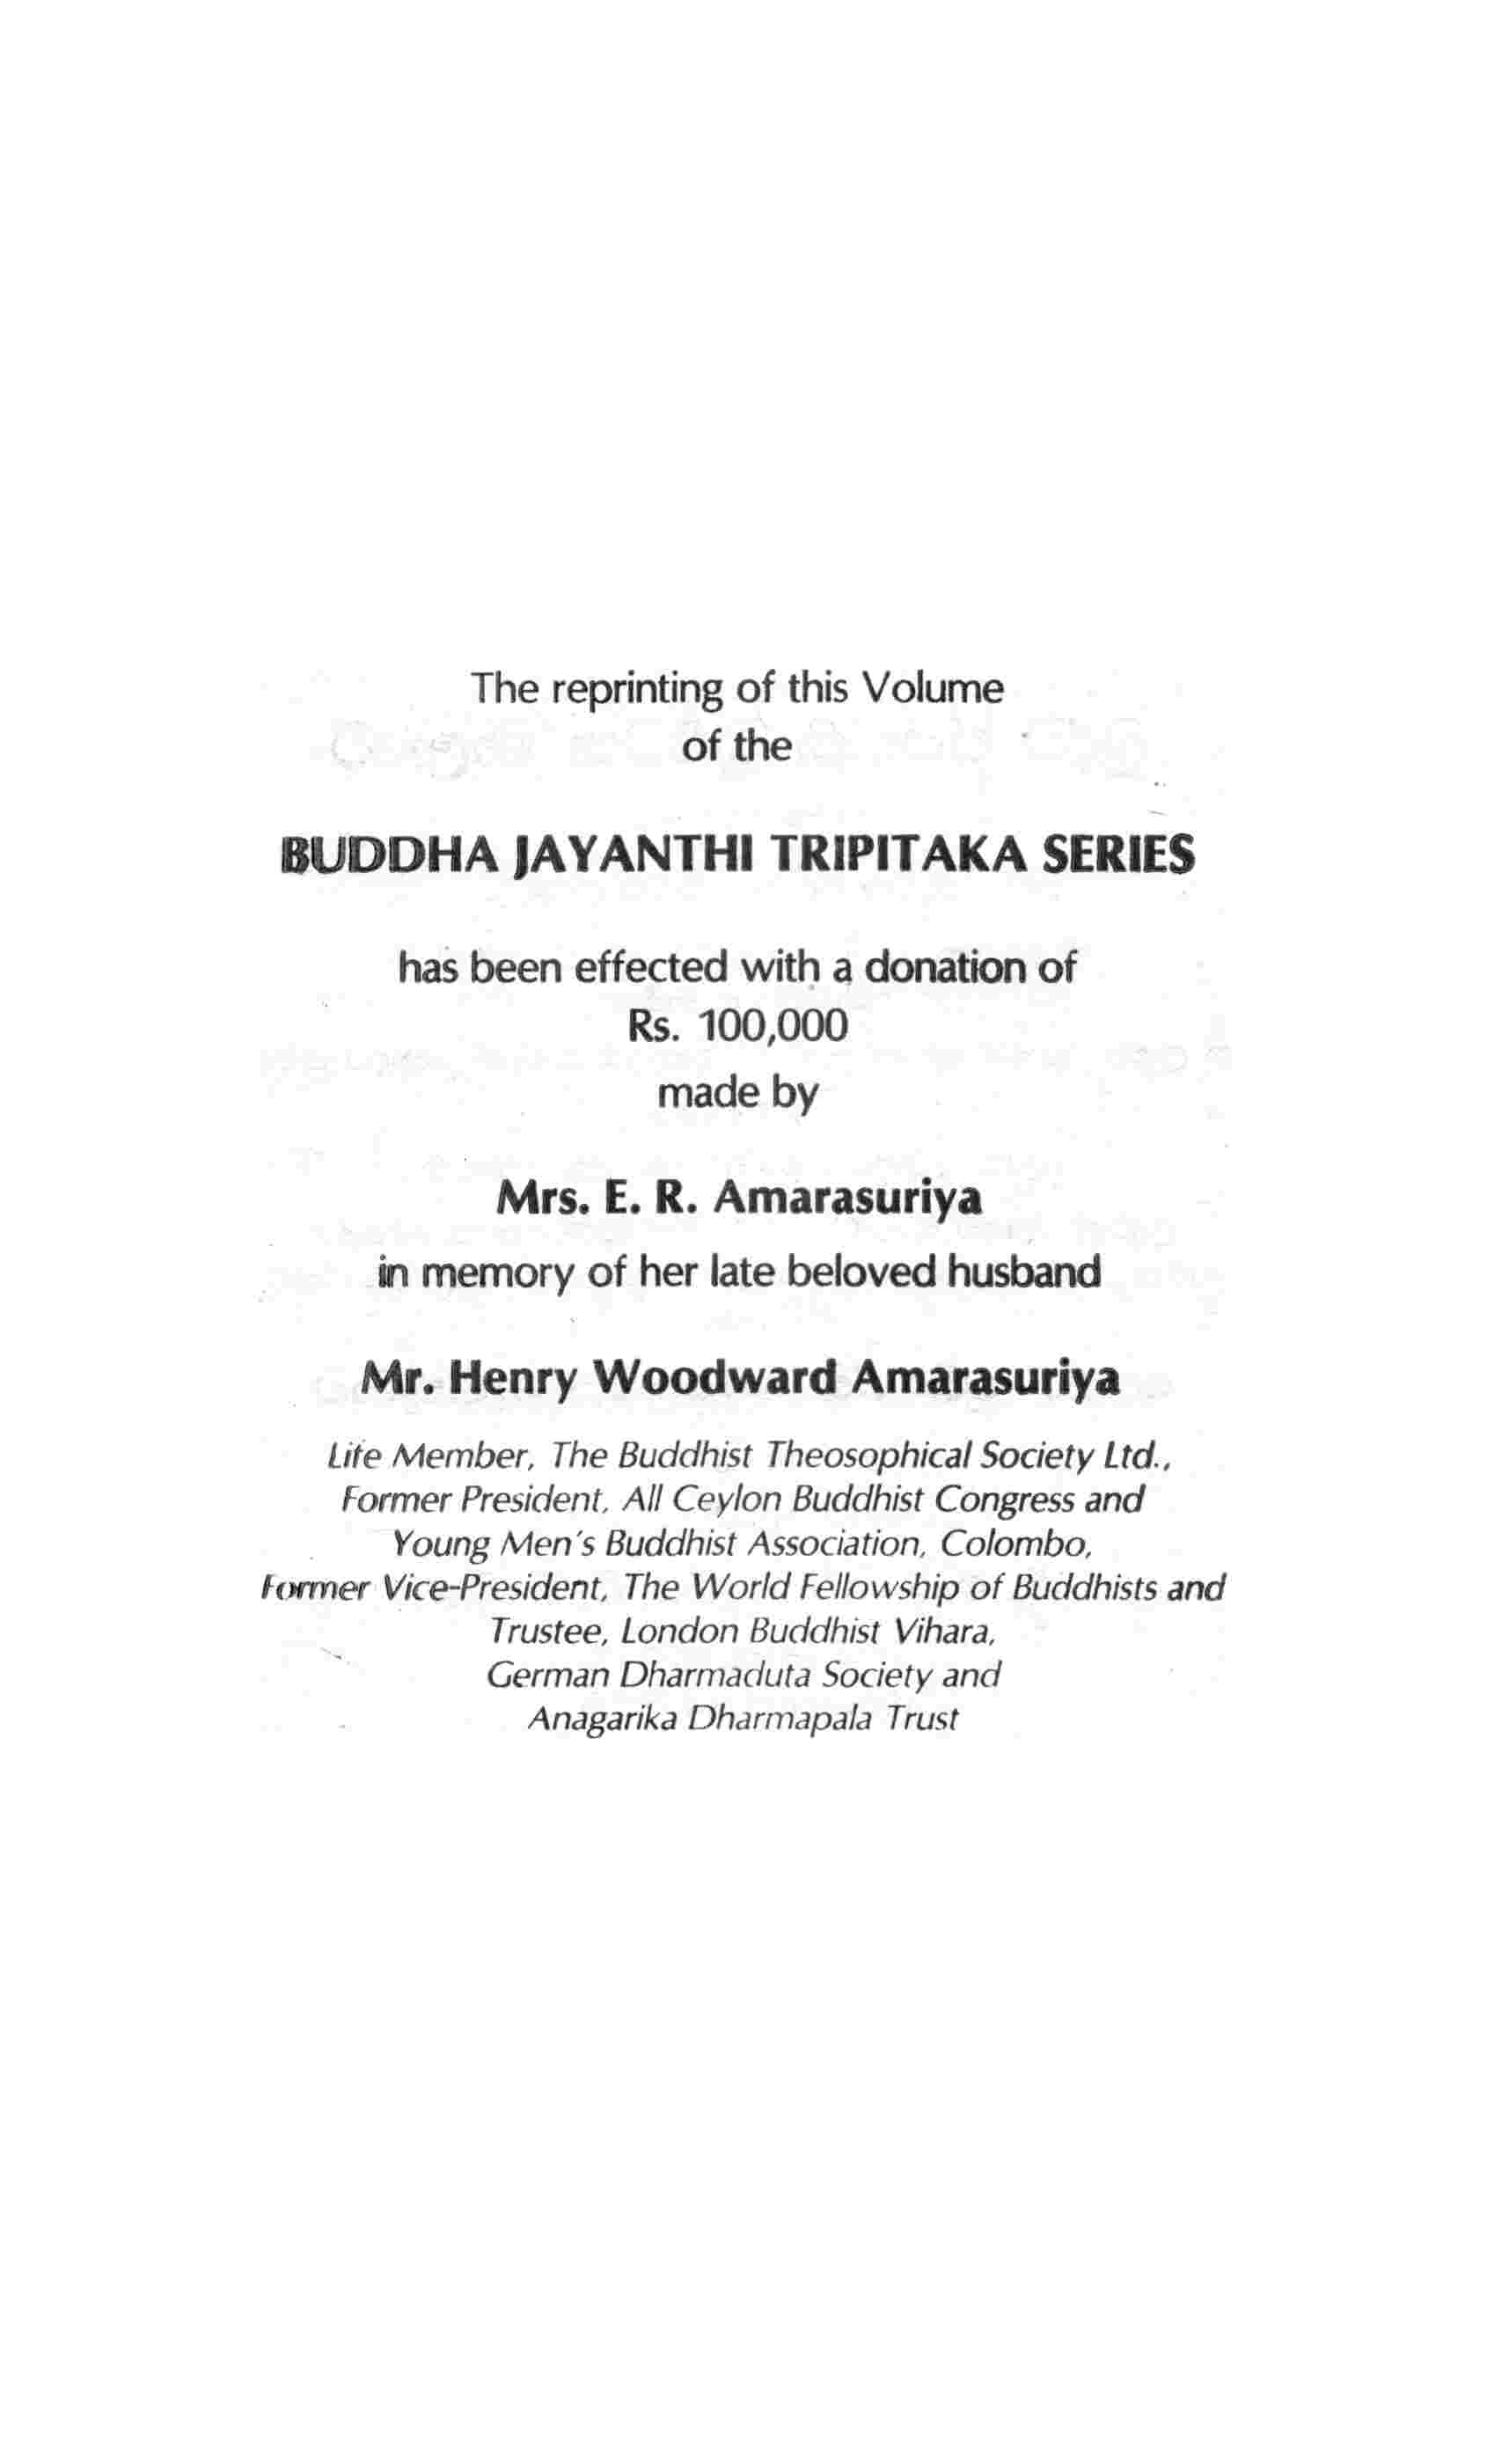 The reprinting of this Volume
of the
BUDDHA JAYANTHI TRIPITAKA SERIES
has been effected with a donation of
Rs. 100,000
made by
Mrs. E. R. Amarasuriya
in memory of her late beloved husband
Mr. Henry Woodward Amarasuriya
Life Member, The Buddhist Theosophical Society Ltd.,
Former President, All Ceylon Buddhist Congress and
Young Men's Buddhist Association, Colombo,
Former Vice-President, The World Fellowship of Buddhists and
Trustee, London Buddhist Vihara,
German Dharmaduta Society and
Anagarika Dharmapala Trust